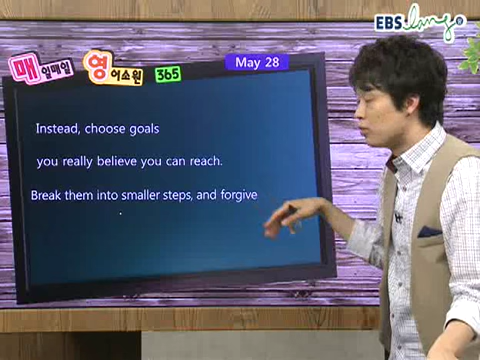 EBS lang
매일매일 영어소원 365
May 28
Instead, choose goals
you really believe you can reach.
Break them into smaller steps, and forgive